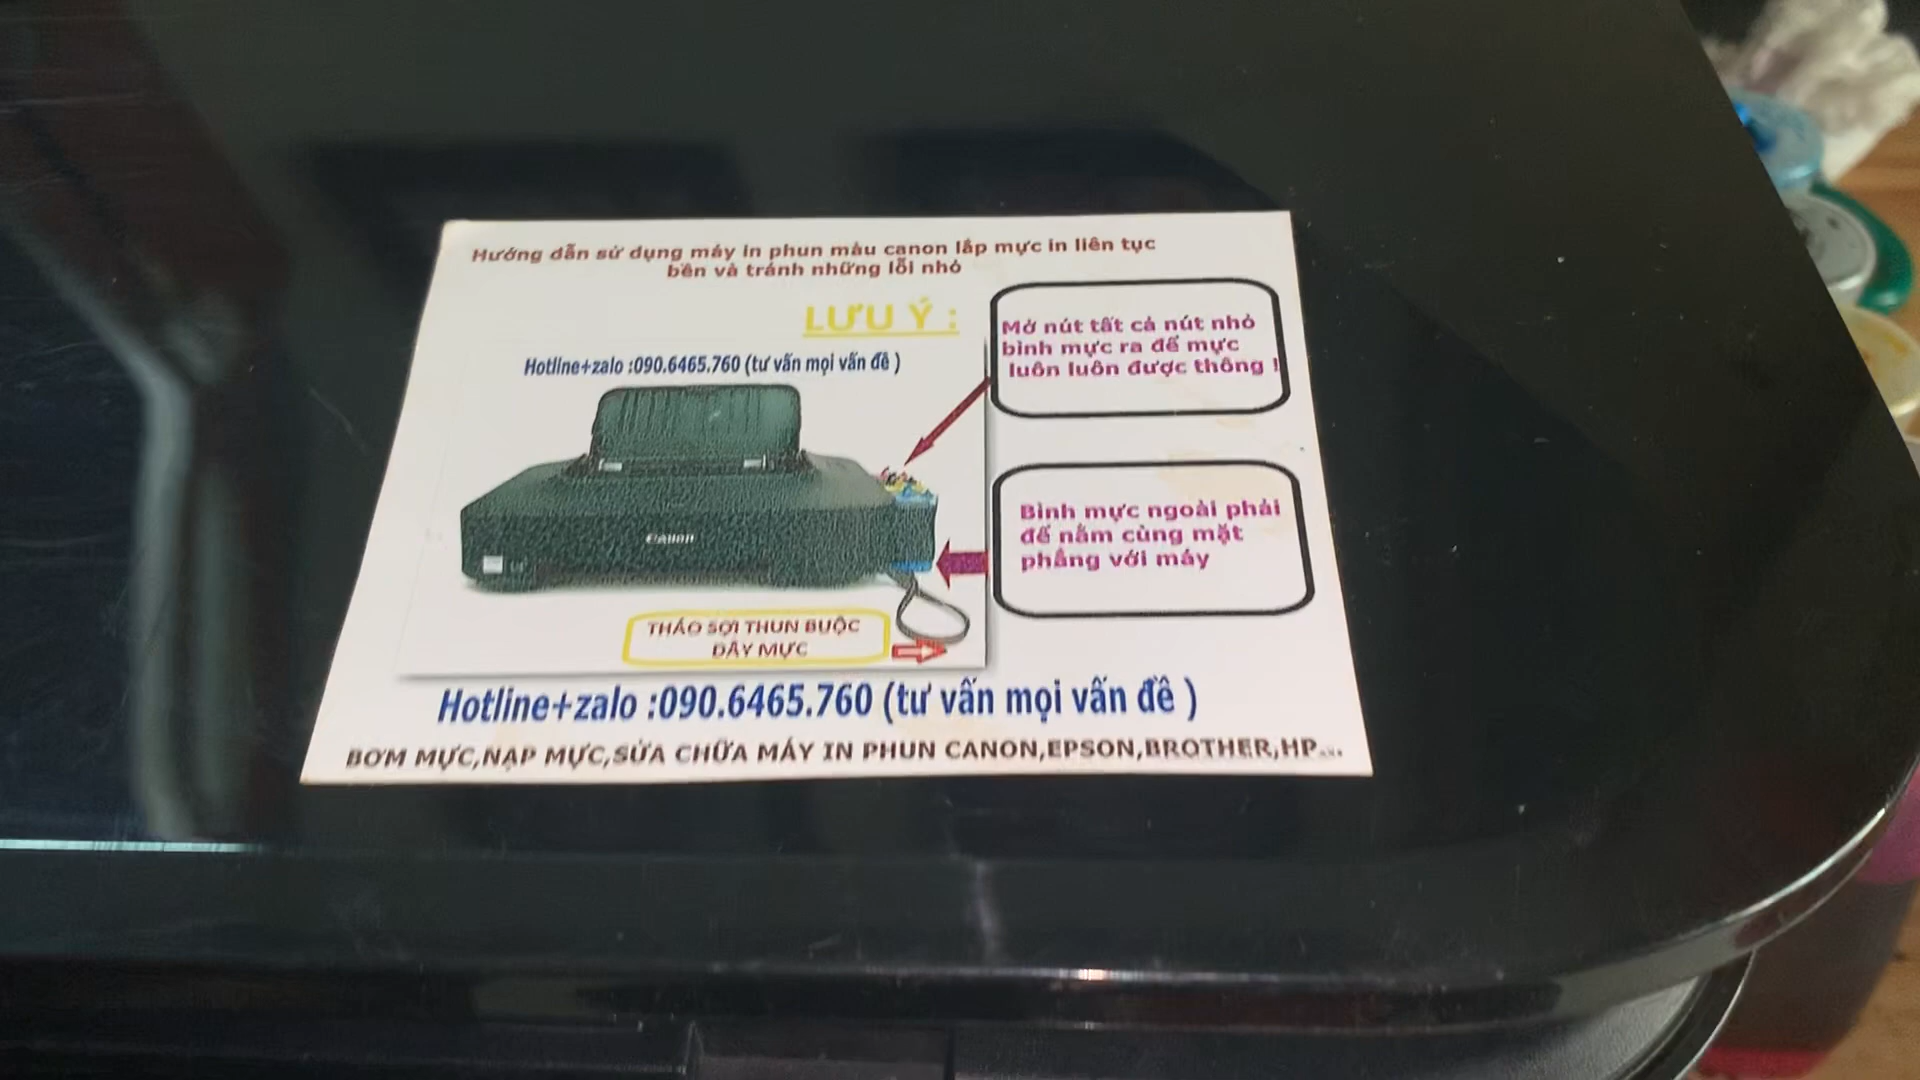 Hướng dẫn sử dụng máy in phun màu canon lắp mực in liên tục
bền và tránh những lỗi nhỏ
LƯU Ý :
Mở nút tất cả nút nhỏ
bình mực ra để mực
luôn luôn được thông !
Hotline+zalo :090.6465.760 (tư vấn mọi vấn đề )
Canon
Bình mực ngoài phải
để nằm cùng mặt
phẳng với máy
THÁO SỢI THUN BUỘC
DÂY MỰC
Hotline+zalo :090.6465.760 (tư vấn mọi vấn đề )
BƠM MỰC,NẠP MỰC,SỬA CHỮA MÁY IN PHUN CANON,EPSON,BROTHER,HP...